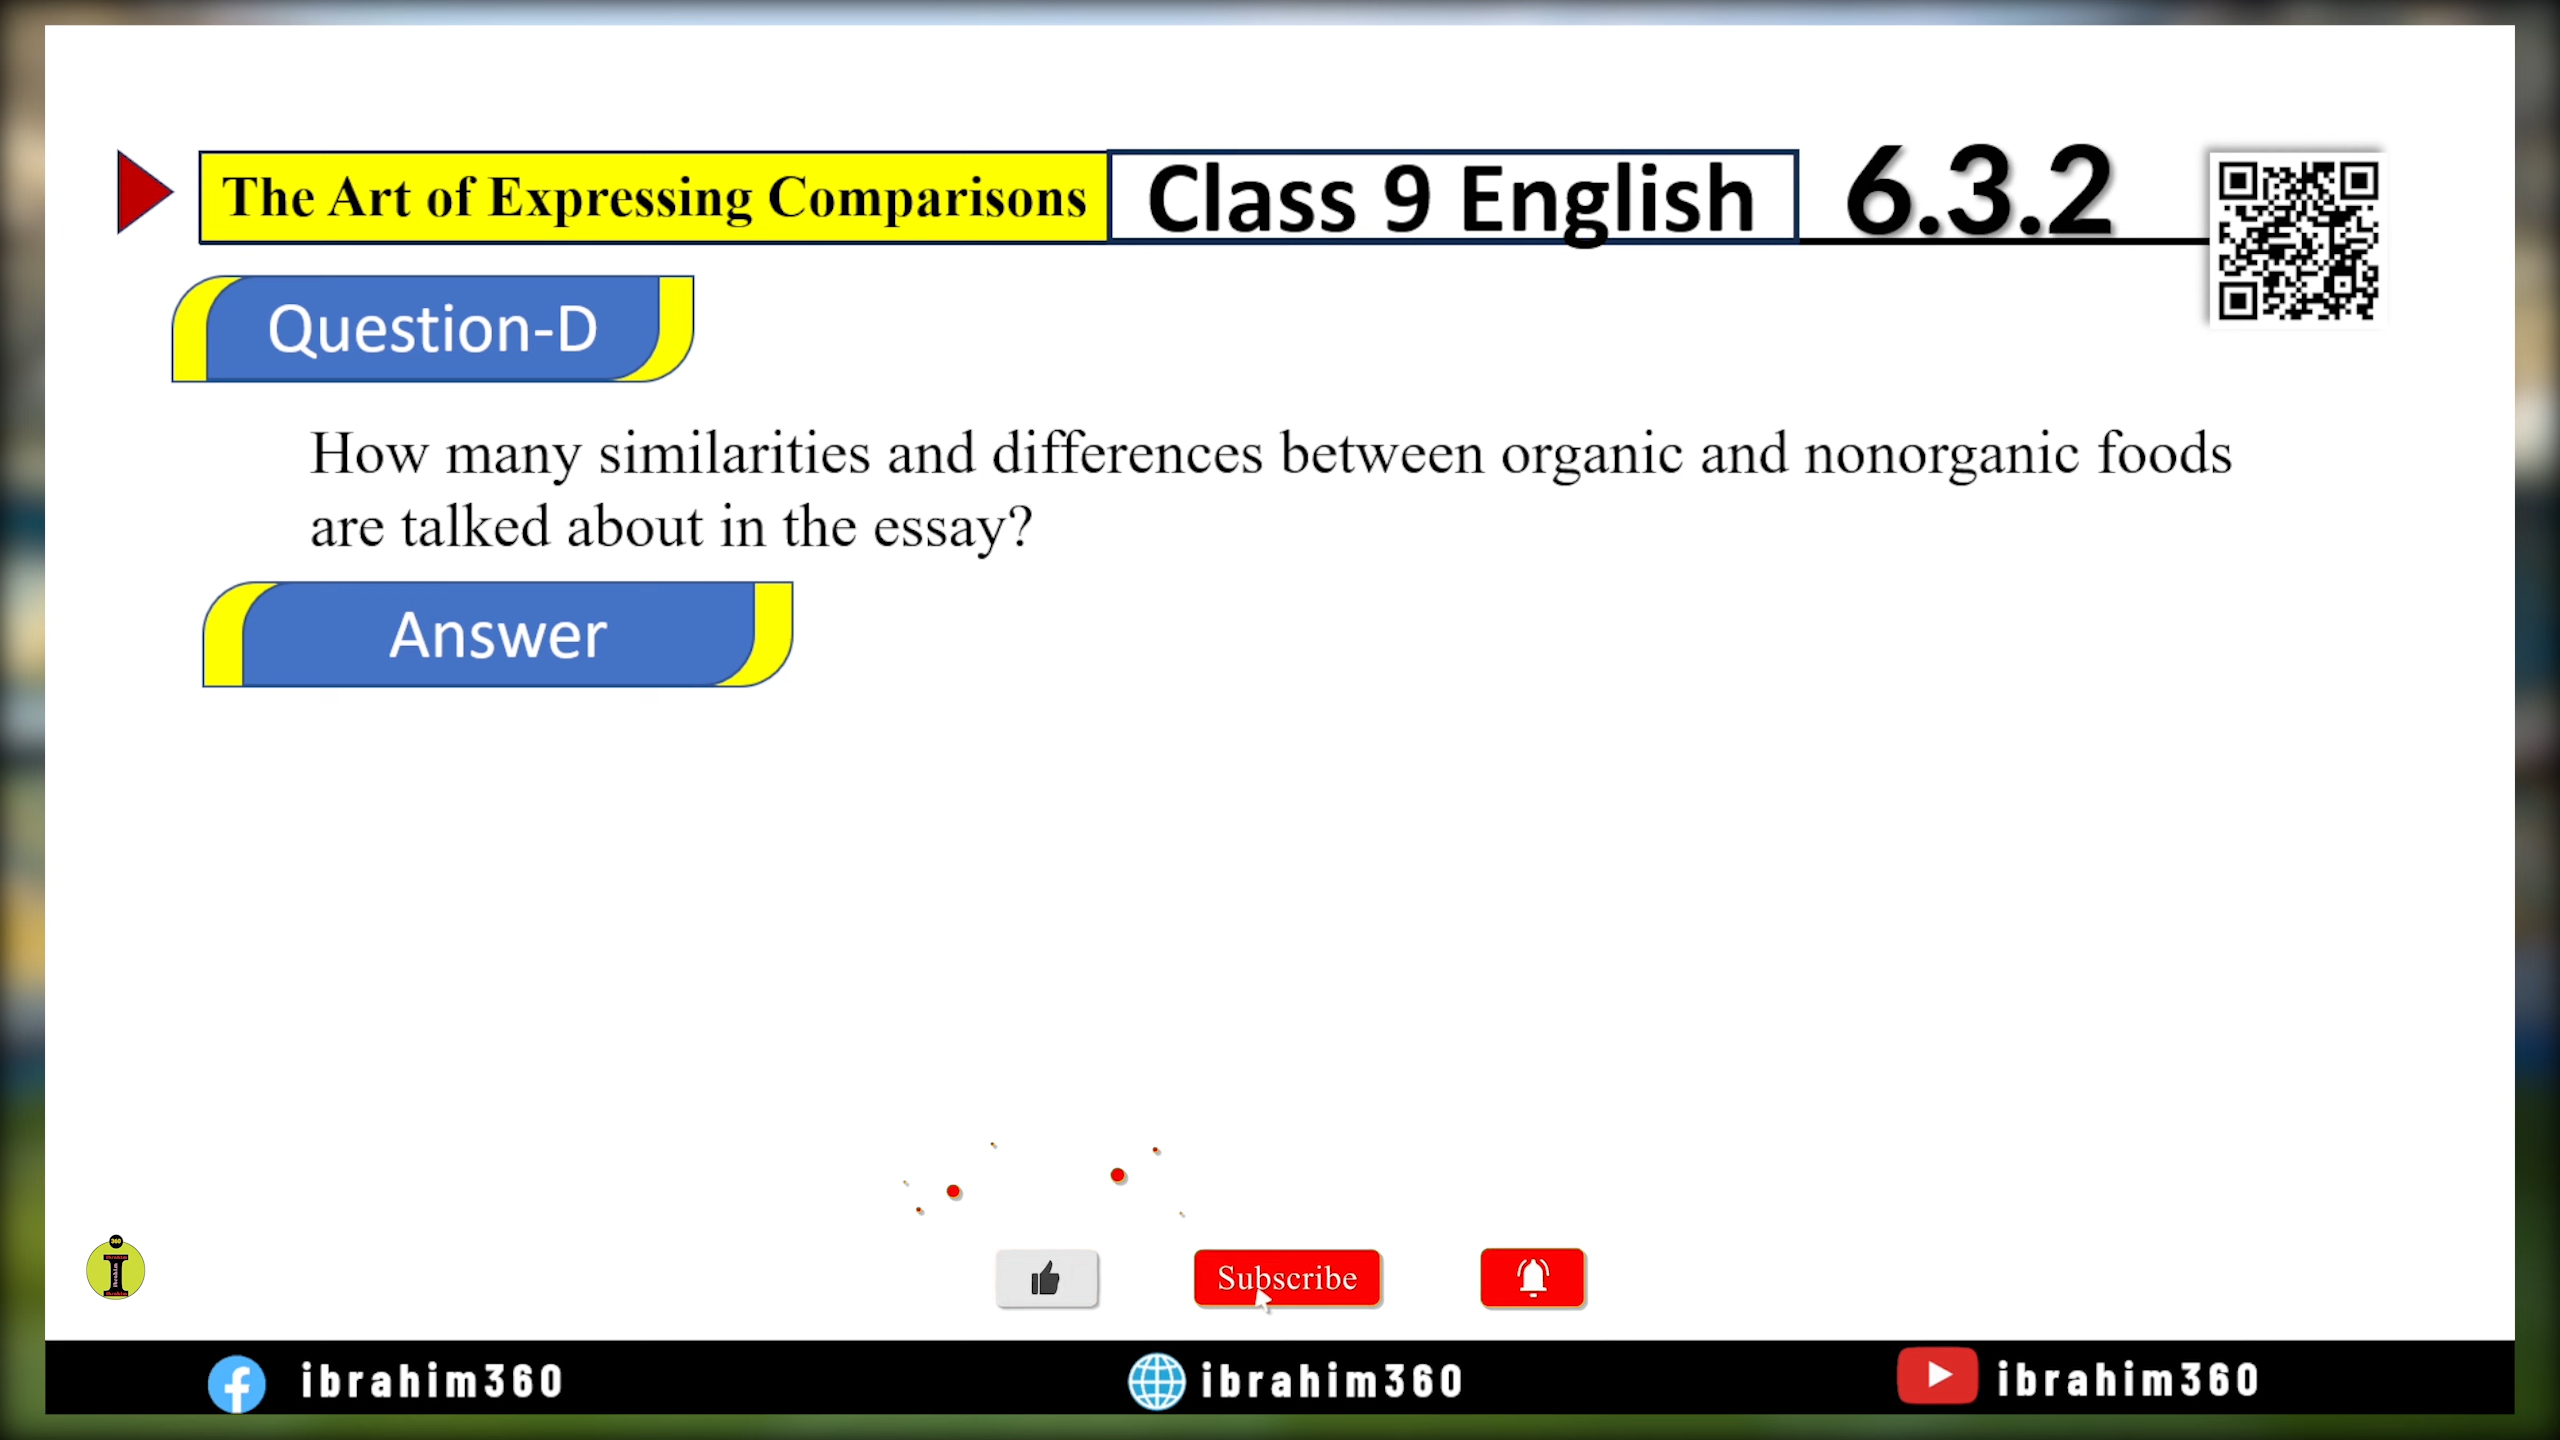 The Art of Expressing Comparisons
Class 9 English
6.3.2
Question-D
How many similarities and differences between organic and nonorganic foods
are talked about in the essay?
Answer
360
Subscribe
ibrahim360
ibrahim360
ibrahim360